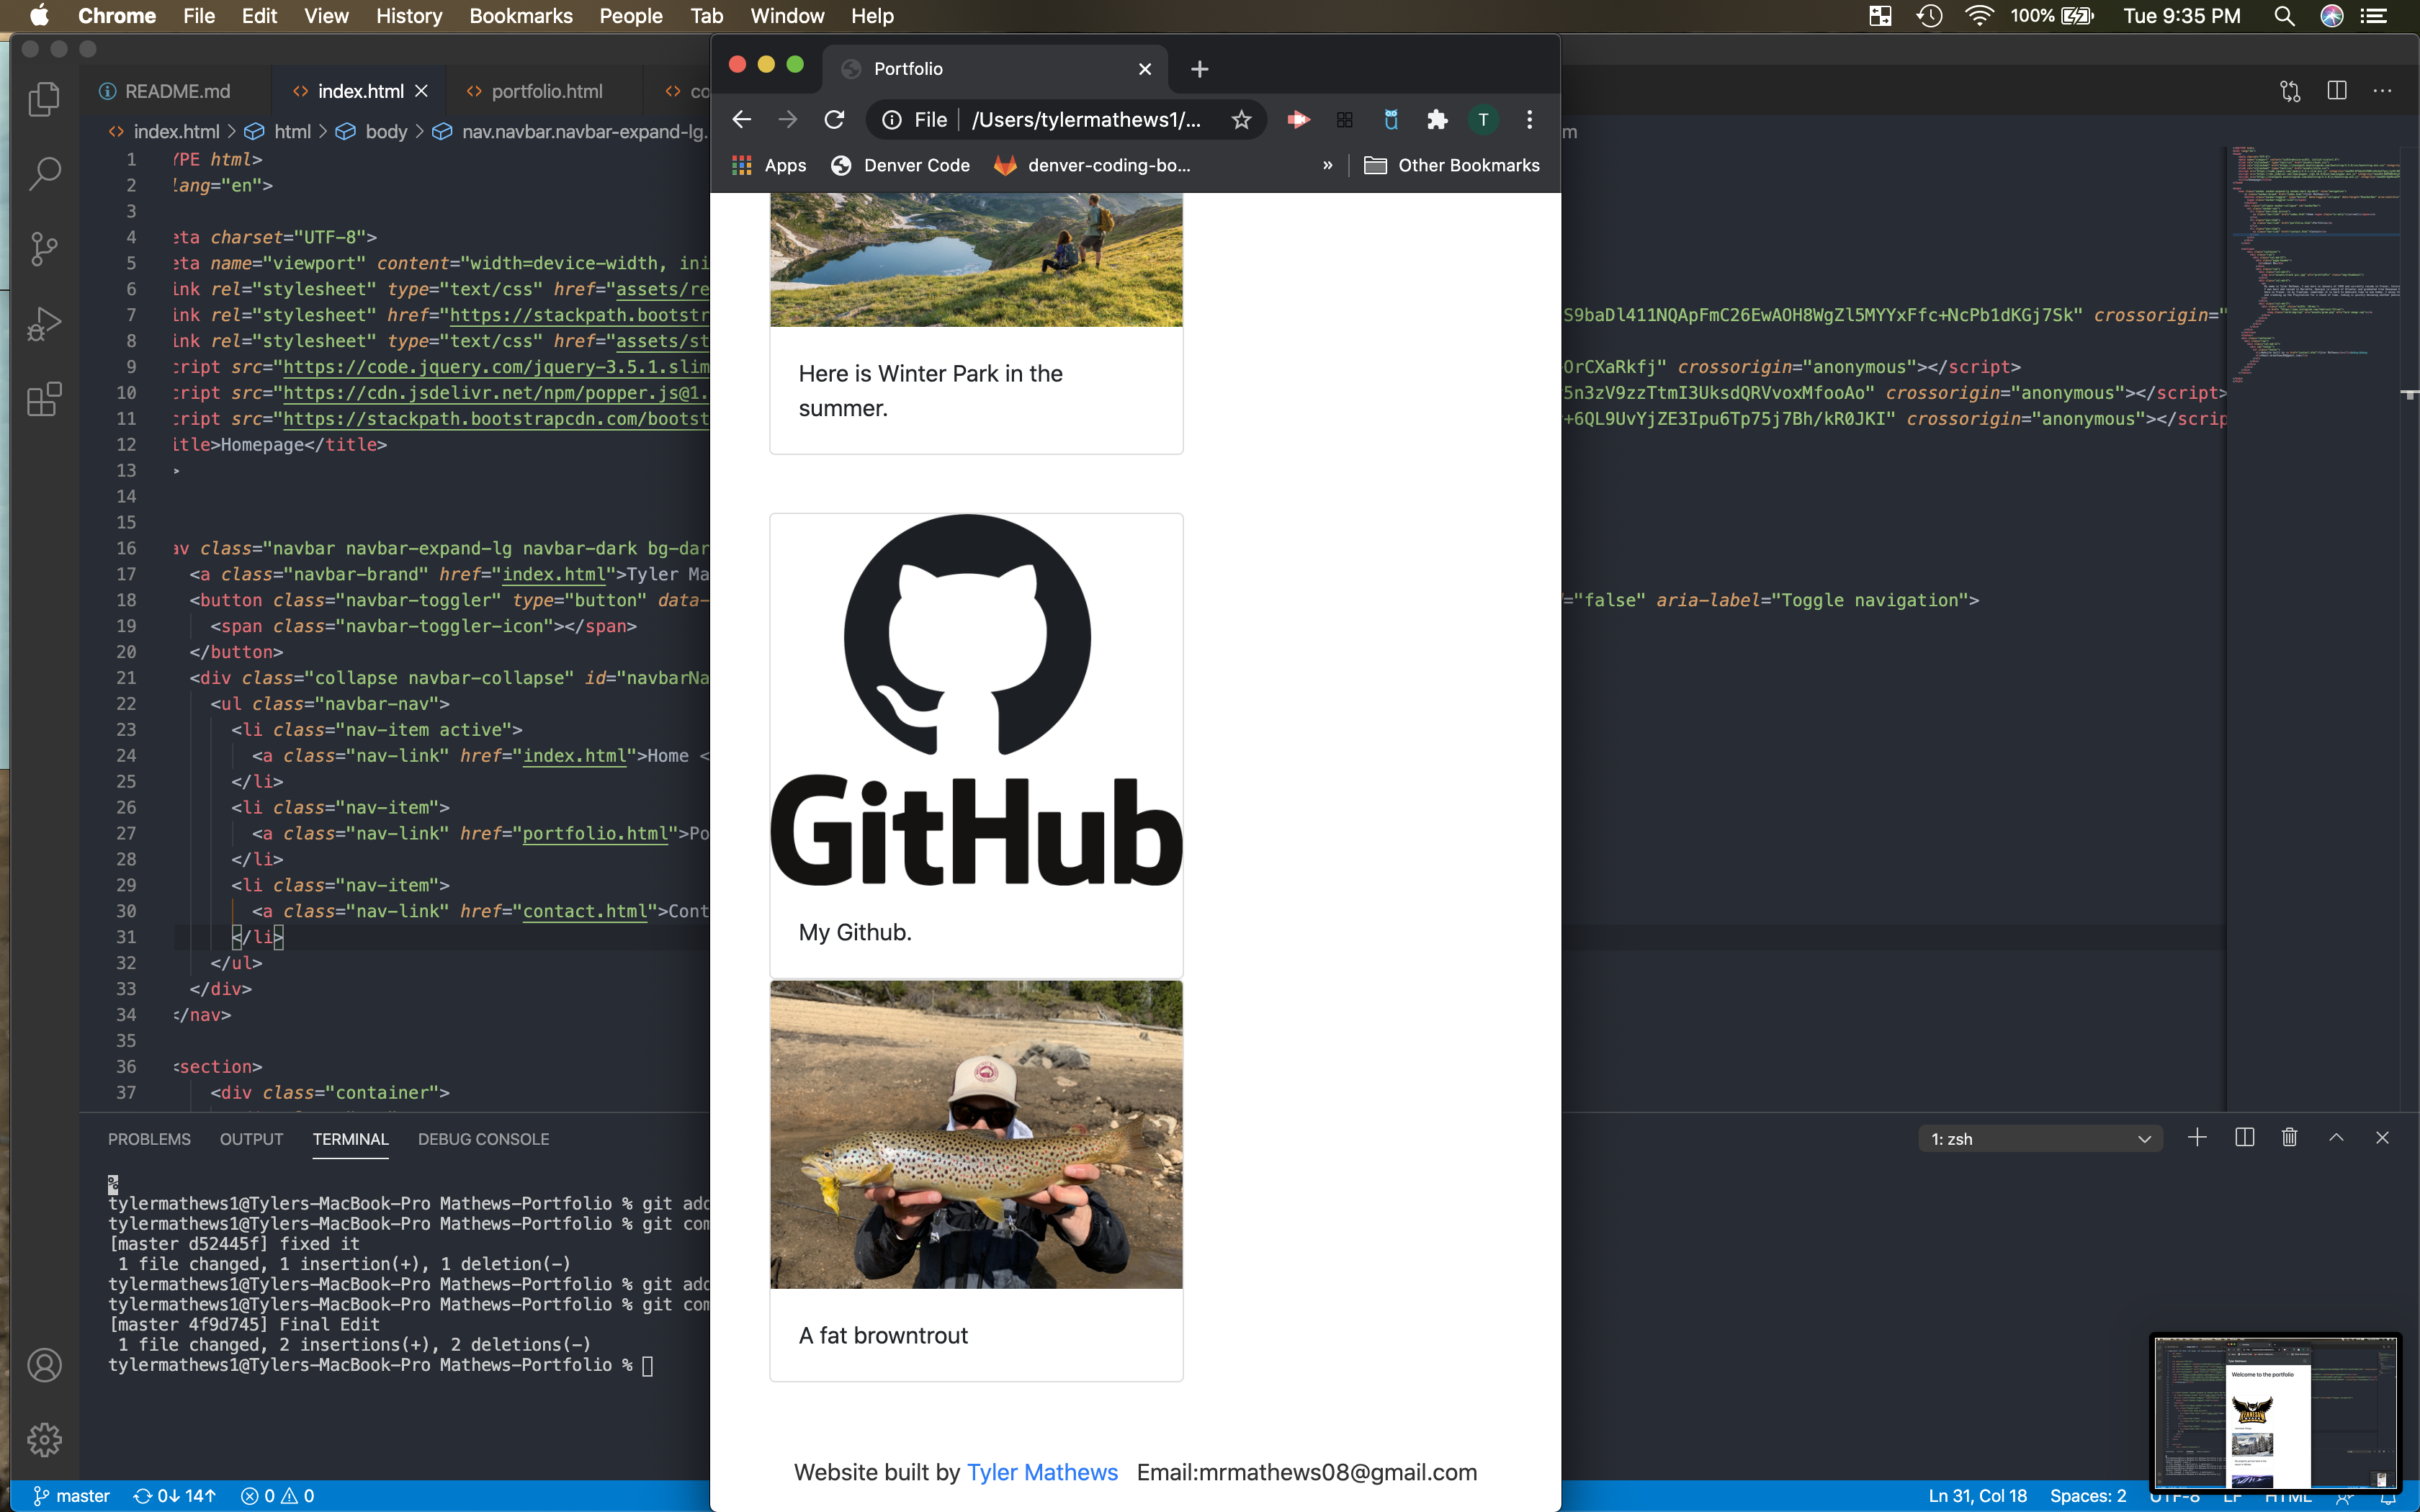 Chrome File Edit View History Bookmarks People Tab Window Help 100% Tue 9:35 PM
README.md index.html portfolio.html co
index.html > html > body > nav.navbar.navbar-expand-lg. m
1 YPE html>
2 lang="en">
3
4 eta charset="UTF-8">
5 eta name="viewport" content="width=device-width, ini
6 ink rel="stylesheet" type="text/css" href="assets/re
7 ink rel="stylesheet" href="https://stackpath.bootstr S9baDl411NQApFmC26EwAOH8WgZl5MYYxFfc+NcPb1dKGj7Sk" crossorigin="
8 ink rel="stylesheet" type="text/css" href="assets/st
9 cript src="https://code.jquery.com/jquery-3.5.1.slim OrCXaRkfj" crossorigin="anonymous"></script>
10 cript src="https://cdn.jsdelivr.net/npm/popper.js@1. 5n3zV9zzTtmI3UksdQRVvoxMfooAo" crossorigin="anonymous"></script>
11 cript src="https://stackpath.bootstrapcdn.com/bootst +6QL9UvYjZE3Ipu6Tp75j7Bh/kR0JKI" crossorigin="anonymous"></scrip
12 itle>Homepage</title>
13 >
14
15
16 av class="navbar navbar-expand-lg navbar-dark bg-dar
17 <a class="navbar-brand" href="index.html">Tyler Ma
18 <button class="navbar-toggler" type="button" data- ="false" aria-label="Toggle navigation">
19 <span class="navbar-toggler-icon"></span>
20 </button>
21 <div class="collapse navbar-collapse" id="navbarNa
22 <ul class="navbar-nav">
23 <li class="nav-item active">
24 <a class="nav-link" href="index.html">Home <
25 </li>
26 <li class="nav-item">
27 <a class="nav-link" href="portfolio.html">Po
28 </li>
29 <li class="nav-item">
30 <a class="nav-link" href="contact.html">Cont
31 </li>
32 </ul>
33 </div>
34 </nav>
35
36 <section>
37 <div class="container">
PROBLEMS OUTPUT TERMINAL DEBUG CONSOLE 1: zsh
%
tylermathews1@Tylers-MacBook-Pro Mathews-Portfolio % git add
tylermathews1@Tylers-MacBook-Pro Mathews-Portfolio % git com
[master d52445f] fixed it
1 file changed, 1 insertion(+), 1 deletion(-)
tylermathews1@Tylers-MacBook-Pro Mathews-Portfolio % git add
tylermathews1@Tylers-MacBook-Pro Mathews-Portfolio % git com
[master 4f9d745] Final Edit
1 file changed, 2 insertions(+), 2 deletions(-)
tylermathews1@Tylers-MacBook-Pro Mathews-Portfolio %
master 0↓ 14↑ 0 0 Ln 31, Col 18 Spaces: 2 UTF-8 LF HTML
Portfolio
File /Users/tylermathews1/... T
Apps Denver Code denver-coding-bo... » Other Bookmarks
Here is Winter Park in the
summer.
GitHub
My Github.
A fat browntrout
Website built by Tyler Mathews Email:mrmathews08@gmail.com
Welcome to the portfolio